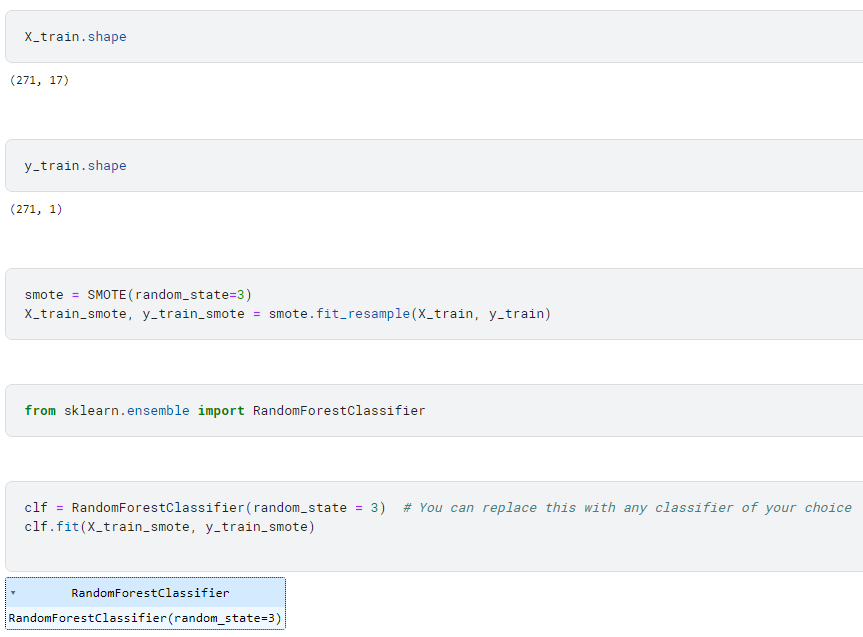 X_train.shape
(271, 17)
y_train.shape
(271, 1)
smote = SMOTE(random_state=3)
X_train_smote, y_train_smote = smote.fit_resample(X_train, y_train)
from sklearn.ensemble import RandomForestClassifier
clf = RandomForestClassifier(random_state = 3)  # You can replace this with any classifier of your choice
clf.fit(X_train_smote, y_train_smote)
RandomForestClassifier
RandomForestClassifier(random_state=3)